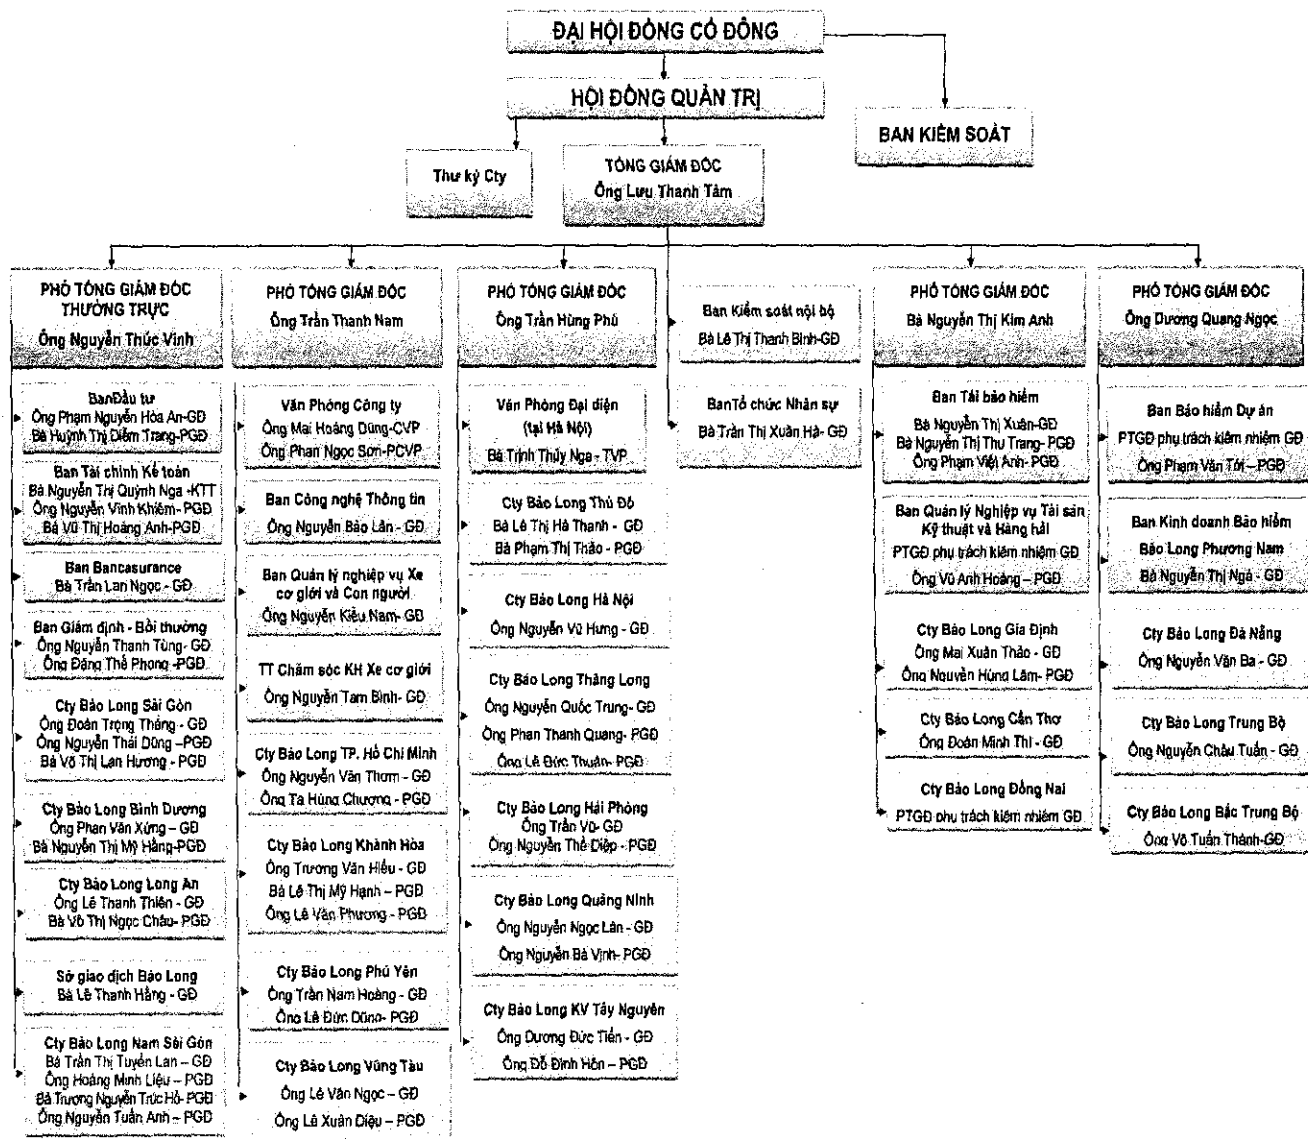 ĐẠI HỘI ĐỒNG CỔ ĐÔNG
HỘI ĐỒNG QUẢN TRỊ
BAN KIỂM SOÁT
Thư ký Cty
TỔNG GIÁM ĐỐC
Ông Lưu Thanh Tâm
PHÓ TỔNG GIÁM ĐỐC
THƯỜNG TRỰC
Ông Nguyễn Thúc Vinh
BanĐầu tư
Ông Phạm Nguyễn Hòa An-GĐ
Bà Huỳnh Thị Diễm Trang-PGĐ
Ban Tài chính Kế toán
Bà Nguyễn Thị Quỳnh Nga -KTT
Ông Nguyễn Vinh Khiêm- PGĐ
Bà Vũ Thị Hoàng Anh-PGĐ
Ban Bancasurance
Bà Trần Lan Ngọc - GĐ
Ban Giám định - Bồi thường
Ông Nguyễn Thanh Tùng- GĐ
Ông Đặng Thế Phong -PGĐ
Cty Bảo Long Sài Gòn
Ông Đoàn Trọng Thắng - GĐ
Ông Nguyễn Thái Dũng –PGĐ
Bà Võ Thị Lan Hương – PGĐ
Cty Bảo Long Bình Dương
Ông Phan Văn Xứng – GĐ
Bà Nguyễn Thị Mỹ Hằng-PGĐ
Cty Bảo Long Long An
Ông Lê Thanh Thiên – GĐ
Bà Võ Thị Ngọc Châu- PGĐ
Sở giao dịch Bảo Long
Bà Lê Thanh Hằng - GĐ
Cty Bảo Long Nam Sài Gòn
Bà Trần Thị Tuyến Lan – GĐ
Ông Hoàng Minh Liệu – PGĐ
Bà Trương Nguyễn Trúc Hồ- PGĐ
Ông Nguyễn Tuấn Anh – PGĐ
PHÓ TỔNG GIÁM ĐỐC
Ông Trần Thanh Nam
Văn Phòng Công ty
Ông Mai Hoàng Dũng-CVP
Ông Phan Ngọc Sơn-PCVP
Ban Công nghệ Thông tin
Ông Nguyễn Bảo Lân - GĐ
Ban Quản lý nghiệp vụ Xe
cơ giới và Con người
Ông Nguyễn Kiều Nam- GĐ
TT Chăm sóc KH Xe cơ giới
Ông Nguyễn Tam Bình- GĐ
Cty Bảo Long TP. Hồ Chí Minh
Ông Nguyễn Văn Thơm - GĐ
Ông Tạ Hùng Chương - PGĐ
Cty Bảo Long Khánh Hòa
Ông Trương Văn Hiếu - GĐ
Bà Lê Thị Mỹ Hạnh – PGĐ
Ông Lê Văn Phương - PGĐ
Cty Bảo Long Phú Yên
Ông Trần Nam Hoàng - GĐ
Ông Lê Đức Dũng- PGĐ
Cty Bảo Long Vũng Tàu
Ông Lê Văn Ngọc – GĐ
Ông Lê Xuân Diệu – PGĐ
PHÓ TỔNG GIÁM ĐỐC
Ông Trần Hùng Phú
Văn Phòng Đại diện
(tại Hà Nội)
Bà Trịnh Thúy Nga - TVP
Cty Bảo Long Thủ Đô
Bà Lê Thị Hà Thanh - GĐ
Bà Phạm Thị Thảo - PGĐ
Cty Bảo Long Hà Nội
Ông Nguyễn Vũ Hưng - GĐ
Cty Bảo Long Thăng Long
Ông Nguyễn Quốc Trung- GĐ
Ông Phan Thanh Quang- PGĐ
Ông Lê Đức Thuận- PGĐ
Cty Bảo Long Hải Phòng
Ông Trần Vũ- GĐ
Ông Nguyễn Thế Diệp - PGĐ
Cty Bảo Long Quảng Ninh
Ông Nguyễn Ngọc Lân - GĐ
Ông Nguyễn Bá Vịnh- PGĐ
Cty Bảo Long KV Tây Nguyên
Ông Dương Đức Tiến - GĐ
Ông Đỗ Đình Hồn – PGĐ
Ban Kiểm soát nội bộ
Bà Lê Thị Thanh Bình-GĐ
BanTổ chức Nhân sự
Bà Trần Thị Xuân Hà- GĐ
PHÓ TỔNG GIÁM ĐỐC
Bà Nguyễn Thị Kim Anh
Ban Tái bảo hiểm
Bà Nguyễn Thị Xuân-GĐ
Bà Nguyễn Thị Thu Trang- PGĐ
Ông Phạm Việt Anh- PGĐ
Ban Quản lý Nghiệp vụ Tài sản
Kỹ thuật và Hàng hải
PTGĐ phụ trách kiêm nhiệm GĐ
Ông Vũ Anh Hoàng – PGĐ
Cty Bảo Long Gia Định
Ông Mai Xuân Thảo - GĐ
Ông Nguyễn Hùng Lâm- PGĐ
Cty Bảo Long Cần Thơ
Ông Đoàn Minh Thi - GĐ
Cty Bảo Long Đồng Nai
PTGĐ phụ trách kiêm nhiệm GĐ
PHÓ TỔNG GIÁM ĐỐC
Ông Dương Quang Ngọc
Ban Bảo hiểm Dự án
PTGĐ phụ trách kiêm nhiệm GĐ
Ông Phạm Văn Tới – PGĐ
Ban Kinh doanh Bảo hiểm
Bảo Long Phương Nam
Bà Nguyễn Thị Ngà - GĐ
Cty Bảo Long Đà Nẵng
Ông Nguyễn Văn Ba – GĐ
Cty Bảo Long Trung Bộ
Ông Nguyễn Châu Tuấn - GĐ
Cty Bảo Long Bắc Trung Bộ
Ông Võ Tuấn Thành-GĐ